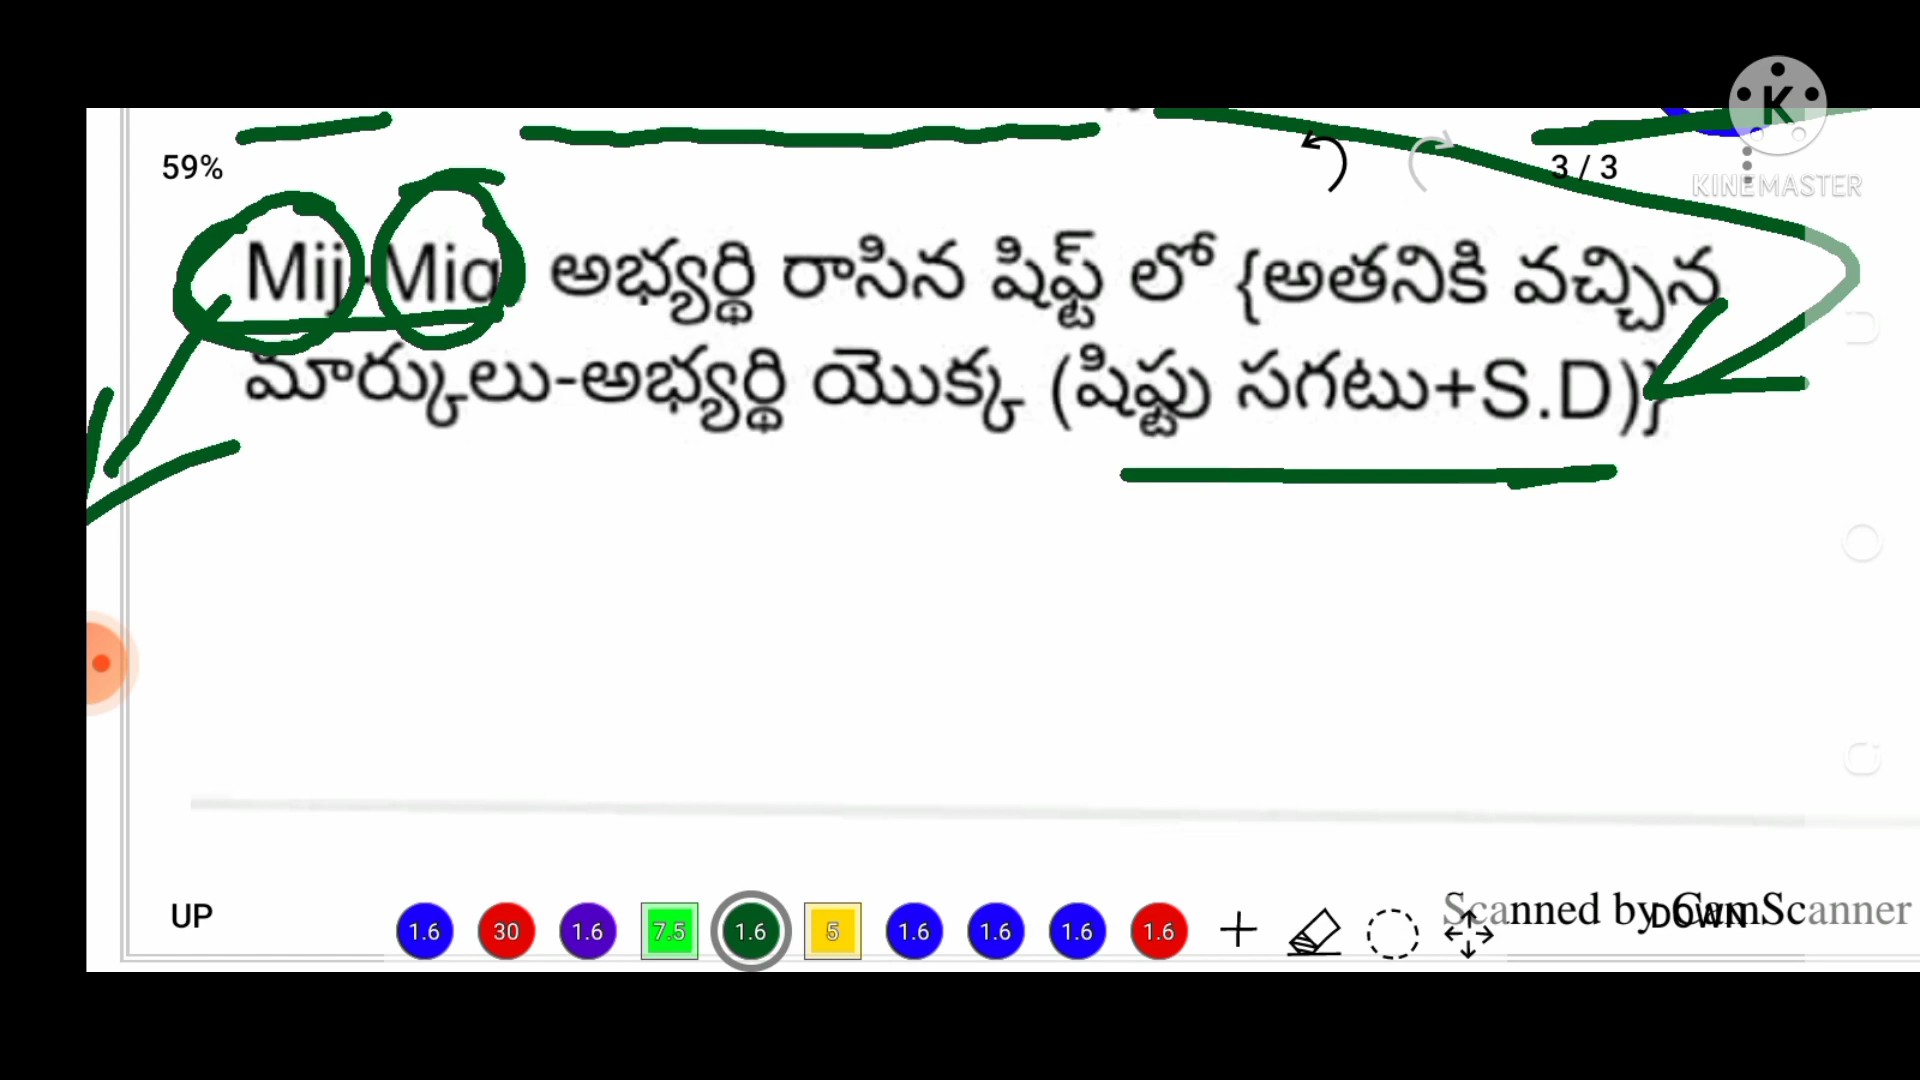 59%
3 / 3
KINEMASTER
Mij-Miq అభ్యర్థి రాసిన షిఫ్ట్ లో {అతనికి వచ్చిన
మార్కులు-అభ్యర్థి యొక్క (షిఫ్టు సగటు+S.D)}
UP
1.6 30 1.6 7.5 1.6 5 1.6 1.6 1.6 1.6
Scanned by CamScanner
DOWN